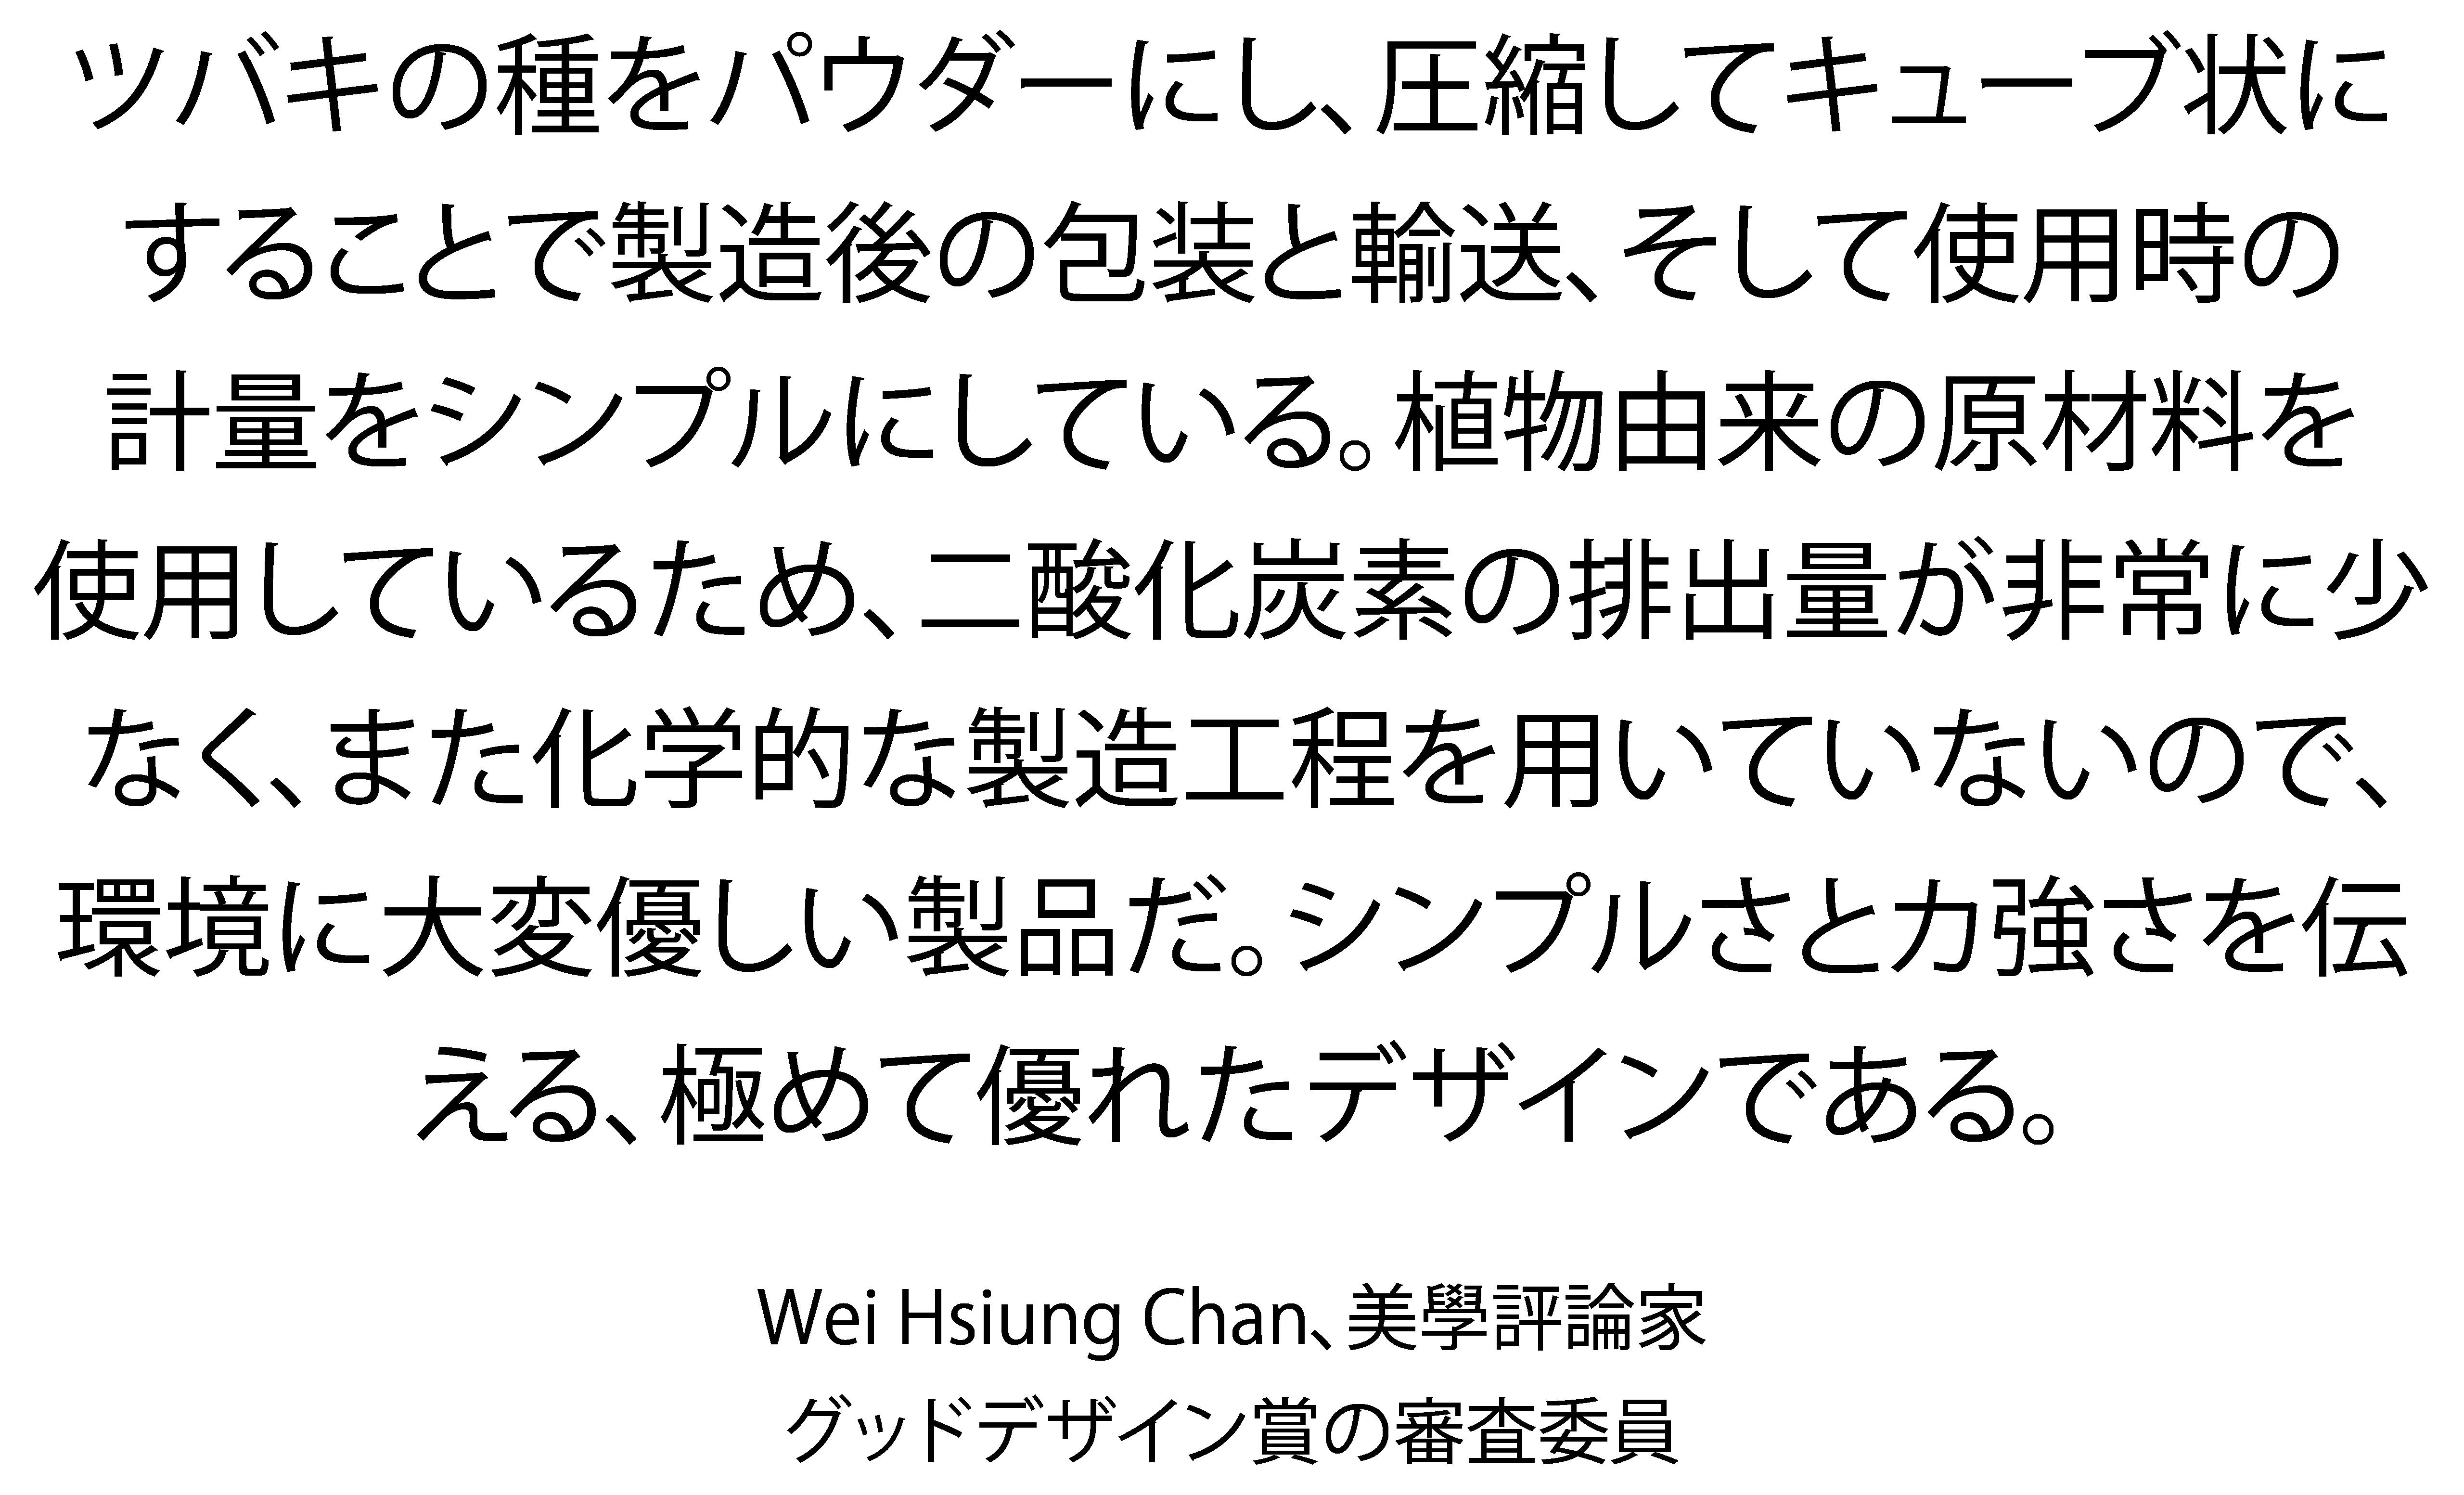 ツバキの種をパウダーにし、圧縮してキューブ状に
することで製造後の包装と輸送、そして使用時の
計量をシンプルにしている。植物由来の原材料を
使用しているため、二酸化炭素の排出量が非常に少
なく、また化学的な製造工程を用いていないので、
環境に大変優しい製品だ。シンプルさと力強さを伝
える、極めて優れたデザインである。
Wei Hsiung Chan、美學評論家
グッドデザイン賞の審査委員